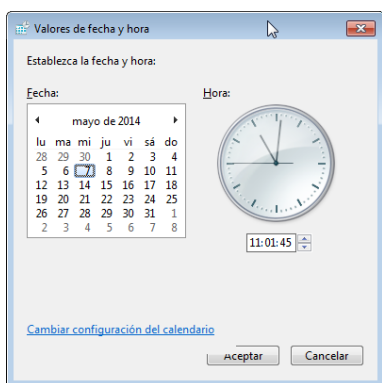 Valores de fecha y hora
Establezca la fecha y hora:
Fecha:
Hora:
mayo de 2014
lu ma mi ju vi sá do
28 29 30 1 2 3 4
5 6 7 8 9 10 11
12 13 14 15 16 17 18
19 20 21 22 23 24 25
26 27 28 29 30 31 1
2 3 4 5 6 7 8
11:01:45
Cambiar configuración del calendario
Aceptar
Cancelar